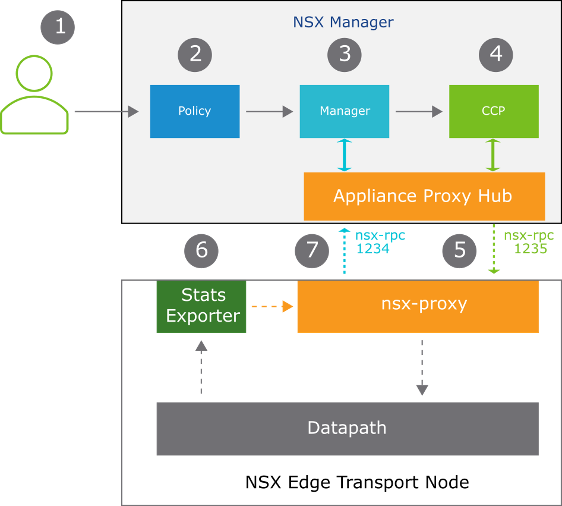 1
NSX Manager
2
3
4
Policy
Manager
CCP
Appliance Proxy Hub
6
7
nsx-rpc
1234
5
nsx-rpc
1235
Stats
Exporter
nsx-proxy
Datapath
NSX Edge Transport Node